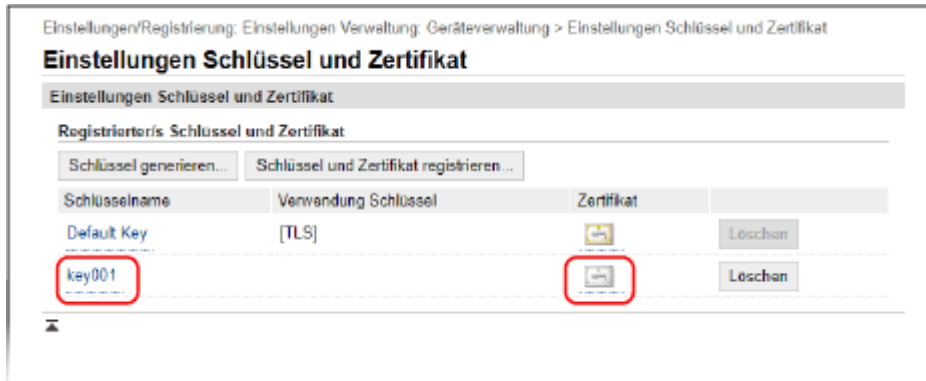 Einstellungen/Registrierung: Einstellungen Verwaltung: Geräteverwaltung > Einstellungen Schlüssel und Zertifikat
Einstellungen Schlüssel und Zertifikat
Einstellungen Schlüssel und Zertifikat
Registrierter/s Schlüssel und Zertifikat
Schlüssel generieren... Schlüssel und Zertifikat registrieren...
Schlüsselname Verwendung Schlüssel Zertifikat
Default Key [TLS] Löschen
key001 Löschen